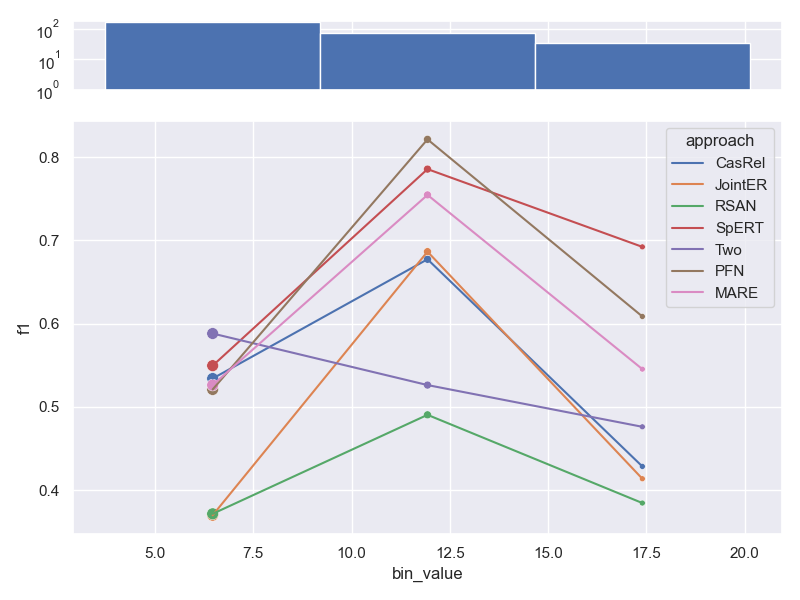 10^2
10^1
10^0
approach
CasRel
JointER
RSAN
SpERT
Two
PFN
MARE
0.8
0.7
0.6
0.5
0.4
f1
5.0 7.5 10.0 12.5 15.0 17.5 20.0
bin_value